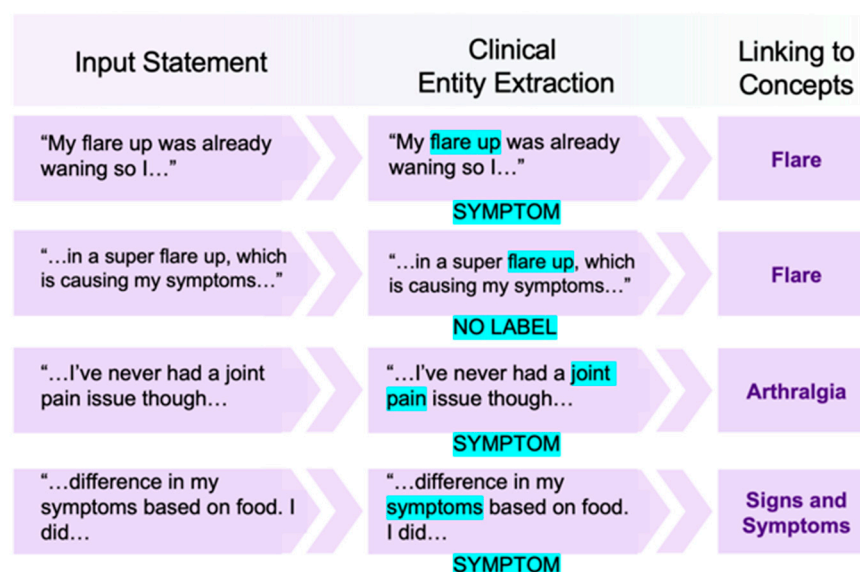 Input Statement
Clinical
Entity Extraction
Linking to
Concepts
“My flare up was already
waning so I…”
“My flare up was already
waning so I…”
SYMPTOM
Flare
“…in a super flare up, which
is causing my symptoms…”
“…in a super flare up, which
is causing my symptoms…”
NO LABEL
Flare
“…I’ve never had a joint
pain issue though…
“…I’ve never had a joint
pain issue though…
SYMPTOM
Arthralgia
“…difference in my
symptoms based on food. I
did…
“…difference in my
symptoms based on food.
I did…
SYMPTOM
Signs and
Symptoms